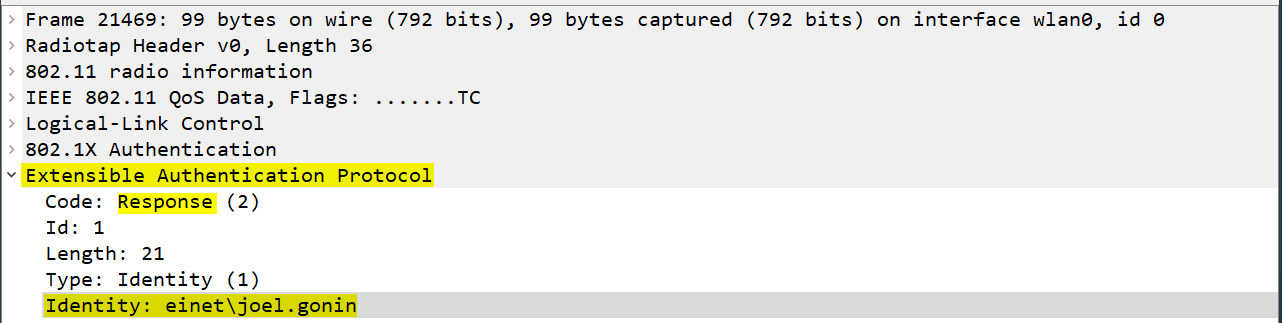 Frame 21469: 99 bytes on wire (792 bits), 99 bytes captured (792 bits) on interface wlan0, id 0
Radiotap Header v0, Length 36
802.11 radio information
IEEE 802.11 QoS Data, Flags: .......TC
Logical-Link Control
802.1X Authentication
Extensible Authentication Protocol
Code: Response (2)
Id: 1
Length: 21
Type: Identity (1)
Identity: einet\joel.gonin